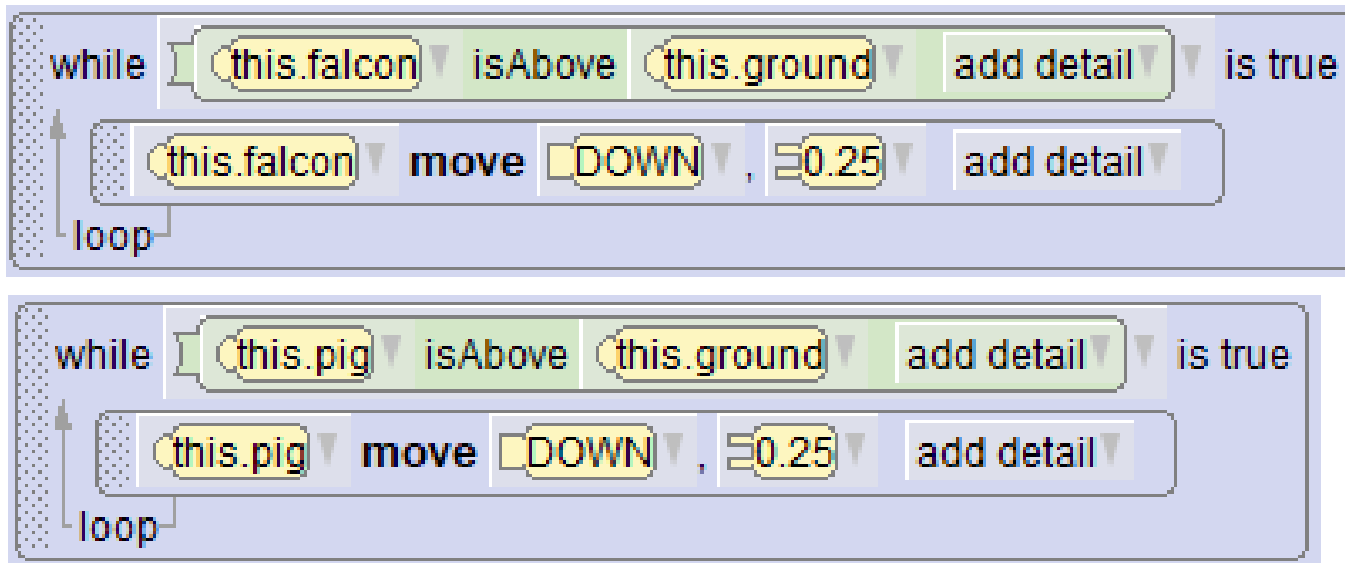 while this.falcon isAbove this.ground add detail is true
this.falcon move DOWN , 0.25 add detail
loop
while this.pig isAbove this.ground add detail is true
this.pig move DOWN , 0.25 add detail
loop